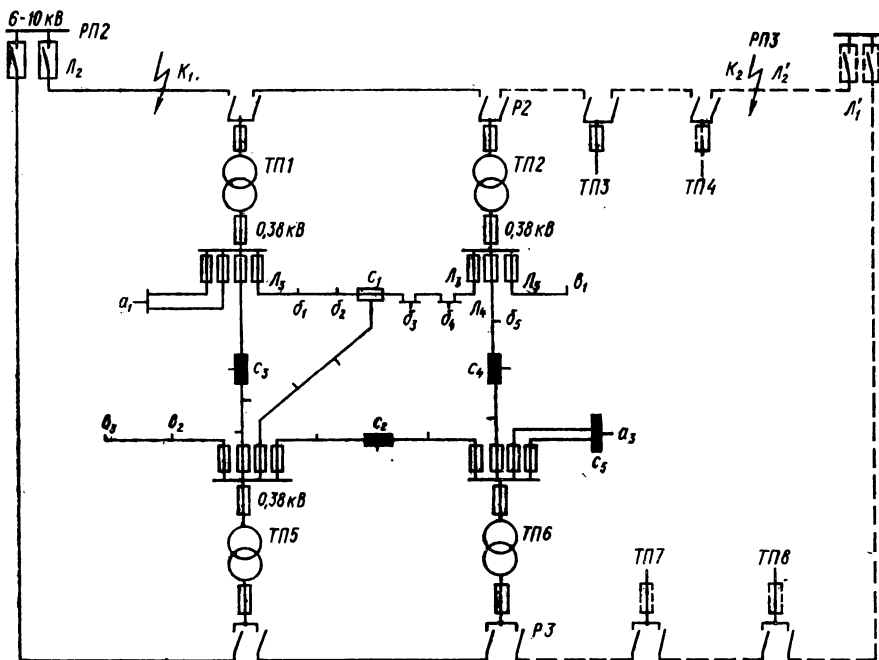 6-10 кВ РП2
Л₂
К₁.
РП3
К₂
Л₂'
Л₁'
Р2
ТП1
ТП2
ТП3
ТП4
0,38 кВ
0,38 кВ
Л₃
С₁
Л₃
Л₅
в₁
а₁
б₁
б₂
б₃
б₄
Л₄
б₅
С₃
С₄
в₃
в₂
С₂
а₃
С₅
0,38 кВ
ТП5
ТП6
ТП7
ТП8
Р3